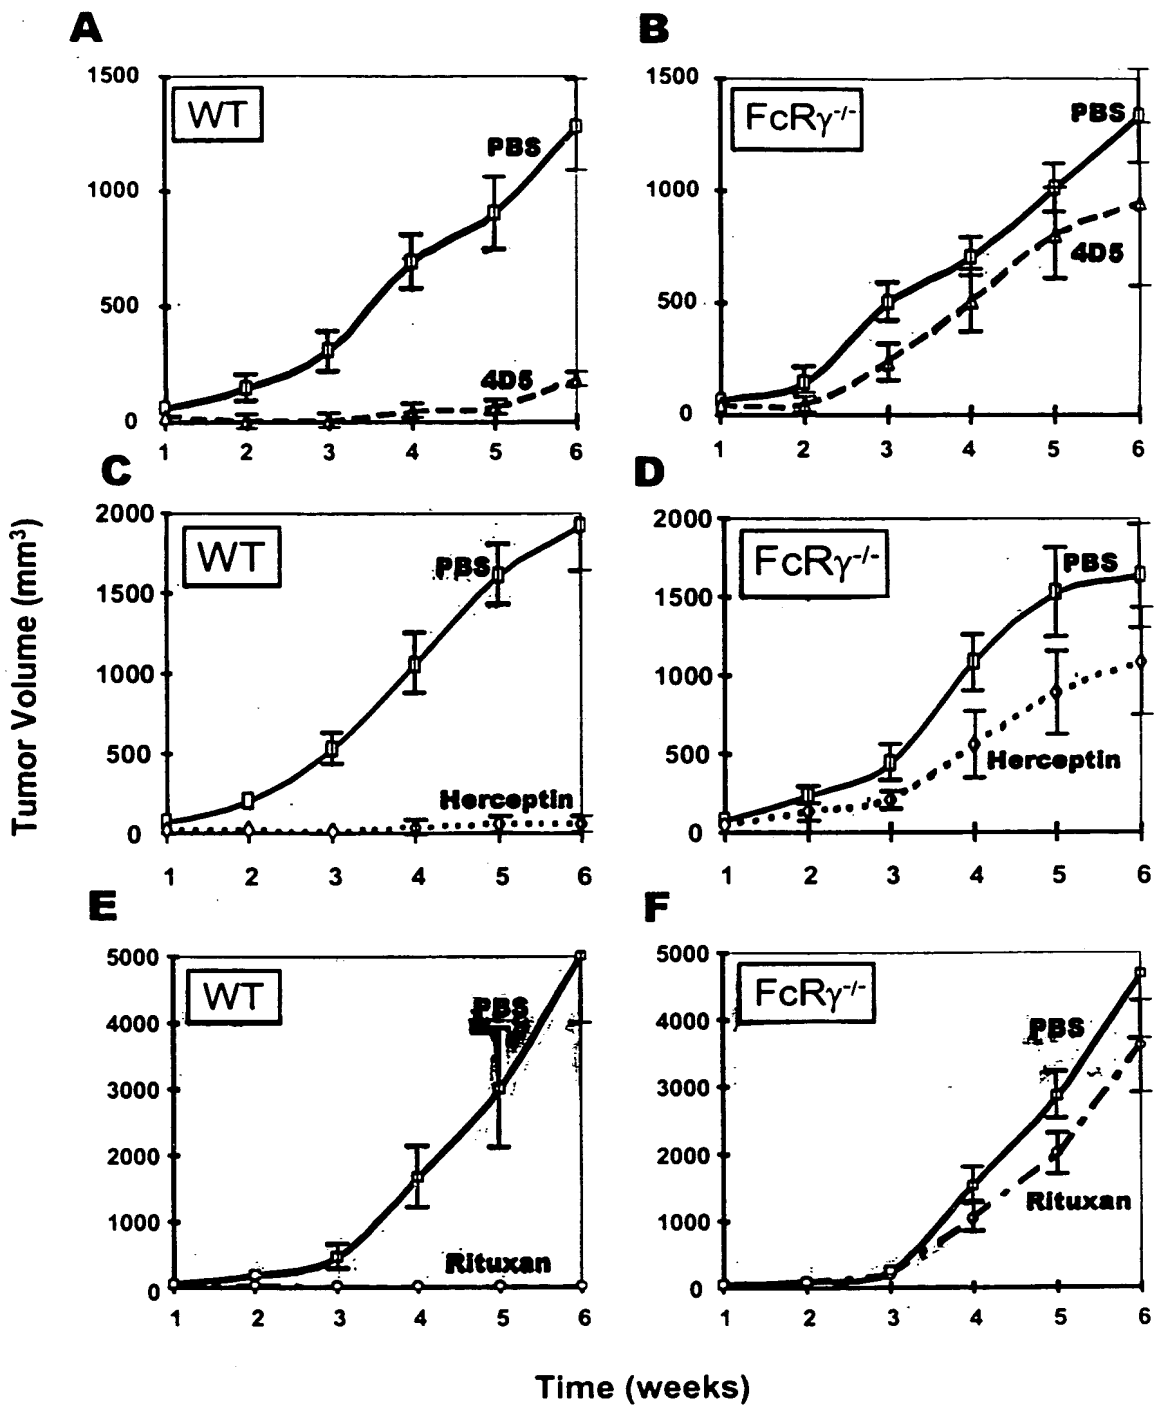 A
1500
1000
500
0
WT
PBS
4D5
1 2 3 4 5 6
B
1500
1000
500
0
FcRγ-/-
PBS
4D5
1 2 3 4 5 6
Tumor Volume (mm³)
C
2000
1500
1000
500
0
WT
PBS
Herceptin
1 2 3 4 5 6
D
2000
1500
1000
500
0
FcRγ-/-
PBS
Herceptin
1 2 3 4 5 6
E
5000
4000
3000
2000
1000
0
WT
PBS
Rituxan
1 2 3 4 5 6
F
5000
4000
3000
2000
1000
0
FcRγ-/-
PBS
Rituxan
1 2 3 4 5 6
Time (weeks)